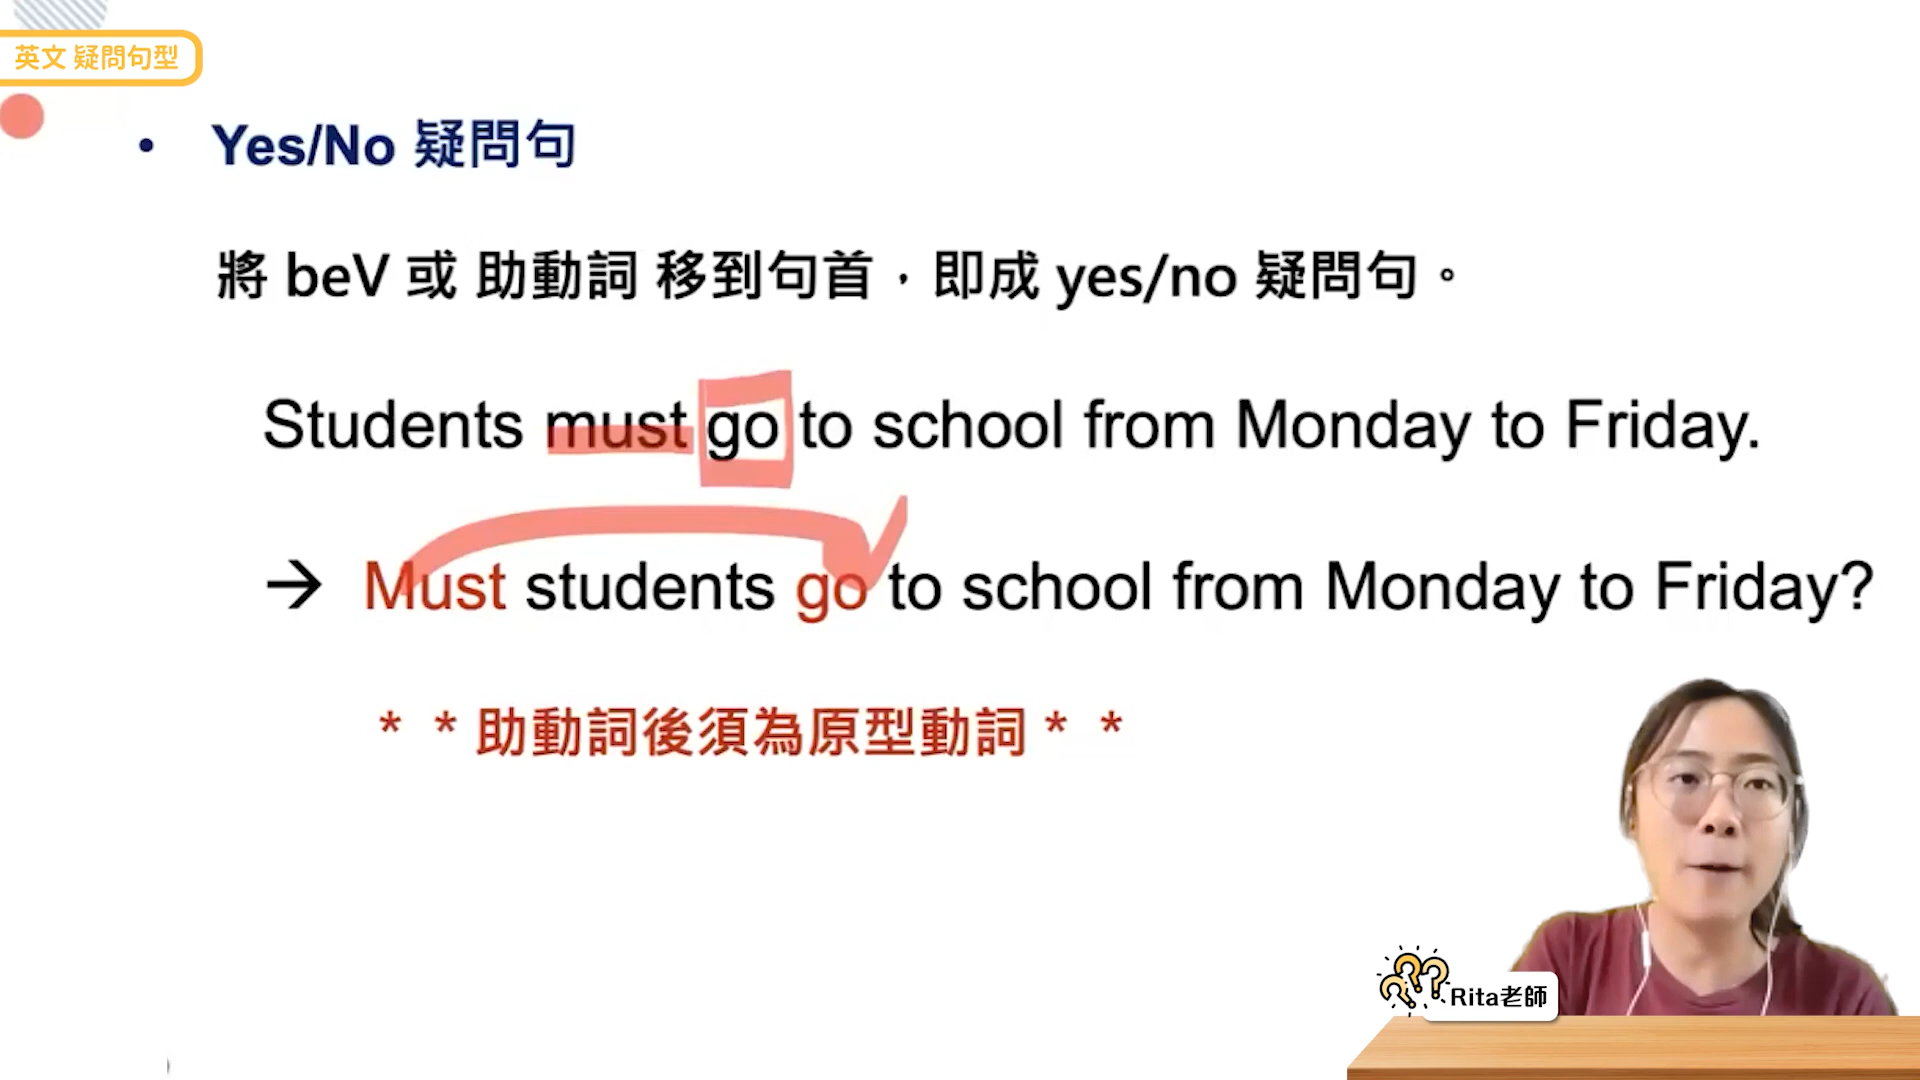 英文 疑問句型
• Yes/No 疑問句
將 beV 或 助動詞 移到句首，即成 yes/no 疑問句。
Students must go to school from Monday to Friday.
→ Must students go to school from Monday to Friday?
* * 助動詞後須為原型動詞 * *
Rita老師